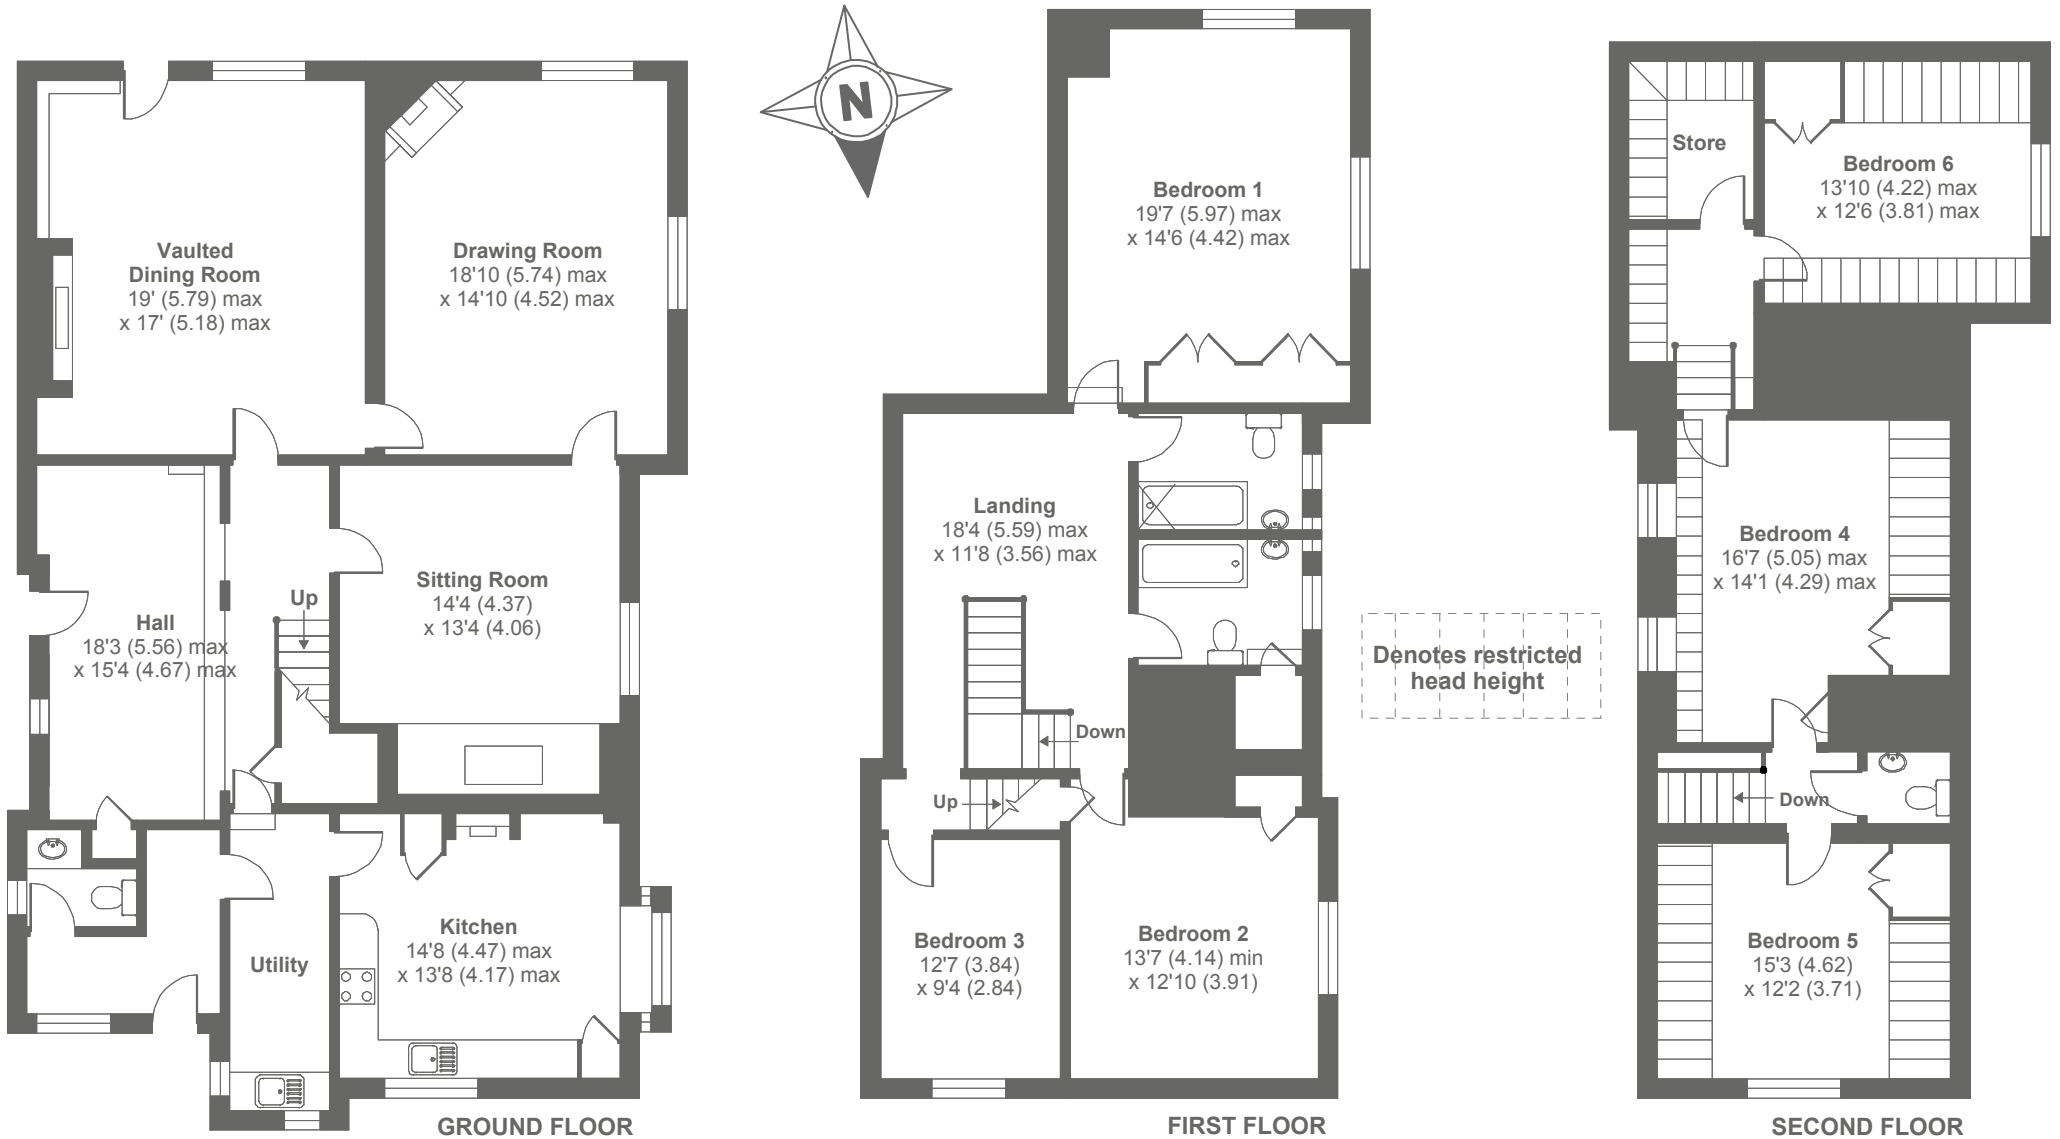 N
Vaulted
Dining Room
19' (5.79) max
x 17' (5.18) max
Drawing Room
18'10 (5.74) max
x 14'10 (4.52) max
Hall
18'3 (5.56) max
x 15'4 (4.67) max
Up
Sitting Room
14'4 (4.37)
x 13'4 (4.06)
Utility
Kitchen
14'8 (4.47) max
x 13'8 (4.17) max
GROUND FLOOR
Bedroom 1
19'7 (5.97) max
x 14'6 (4.42) max
Landing
18'4 (5.59) max
x 11'8 (3.56) max
Down
Up
Bedroom 3
12'7 (3.84)
x 9'4 (2.84)
Bedroom 2
13'7 (4.14) min
x 12'10 (3.91)
FIRST FLOOR
Denotes restricted
head height
Store
Bedroom 6
13'10 (4.22) max
x 12'6 (3.81) max
Bedroom 4
16'7 (5.05) max
x 14'1 (4.29) max
Down
Bedroom 5
15'3 (4.62)
x 12'2 (3.71)
SECOND FLOOR